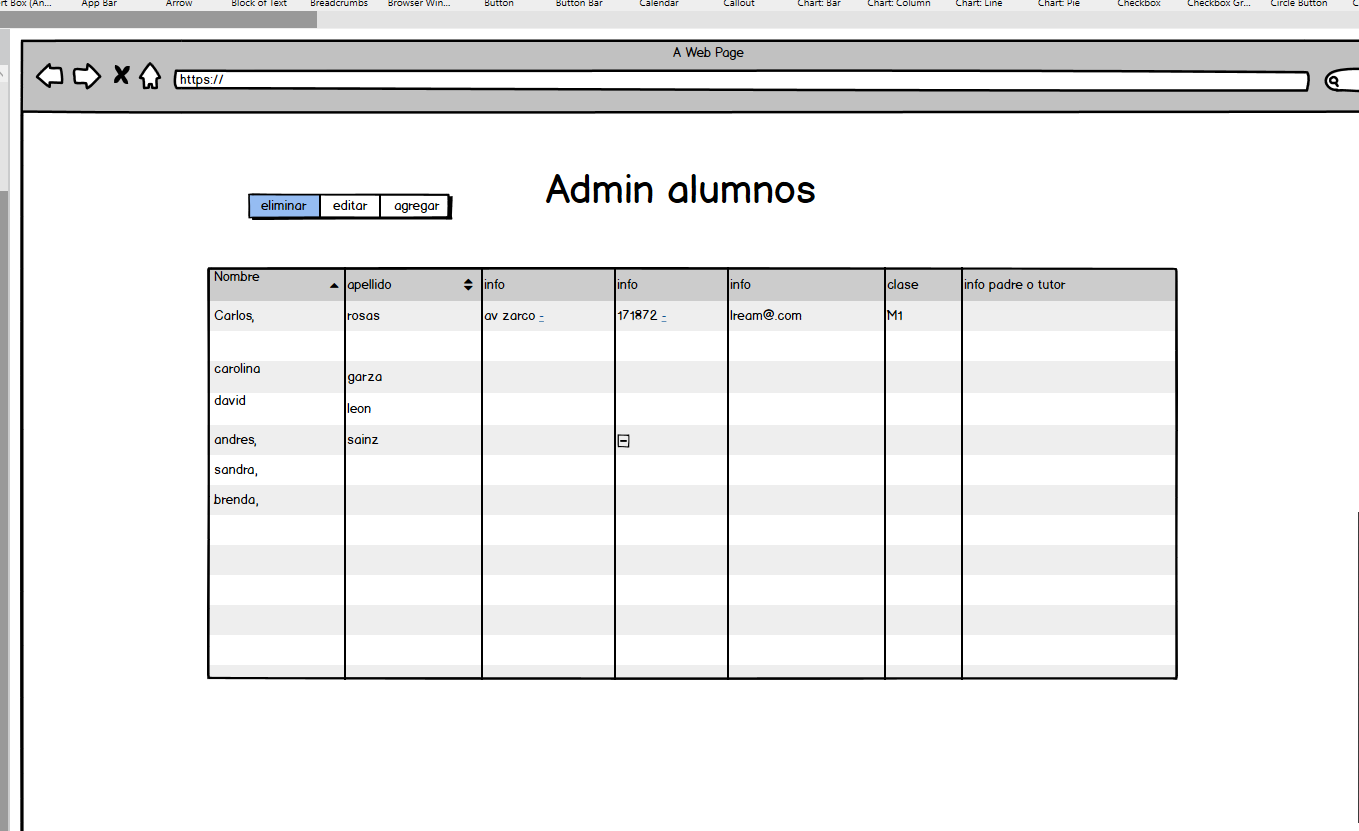 rt Box (An... App Bar Arrow Block of Text Breadcrumbs Browser Win... Button Button Bar Calendar Callout Chart: Bar Chart: Column Chart: Line Chart: Pie Checkbox Checkbox Gr... Circle Button
A Web Page
https://
Admin alumnos
eliminar editar agregar
Nombre apellido info info info clase info padre o tutor
Carlos, rosas av zarco - 171872 - lream@.com M1
carolina garza
david leon
andres, sainz
sandra,
brenda,